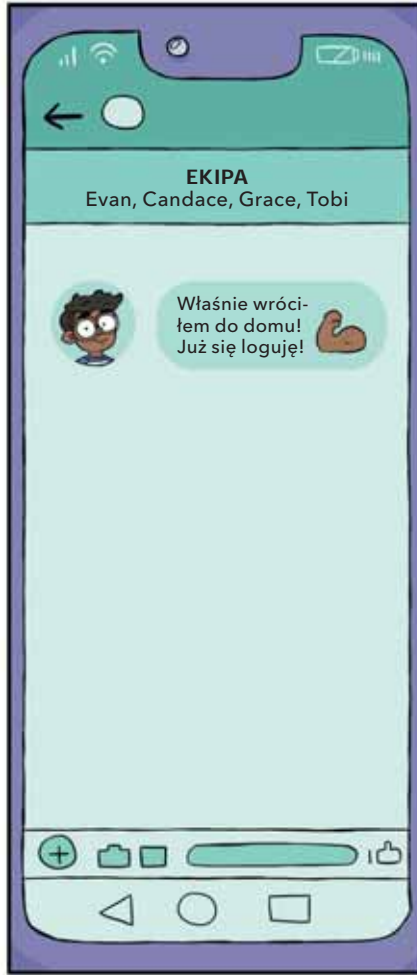 EKIPA
Evan, Candace, Grace, Tobi
Właśnie wróci-
łem do domu!
Już się loguję!